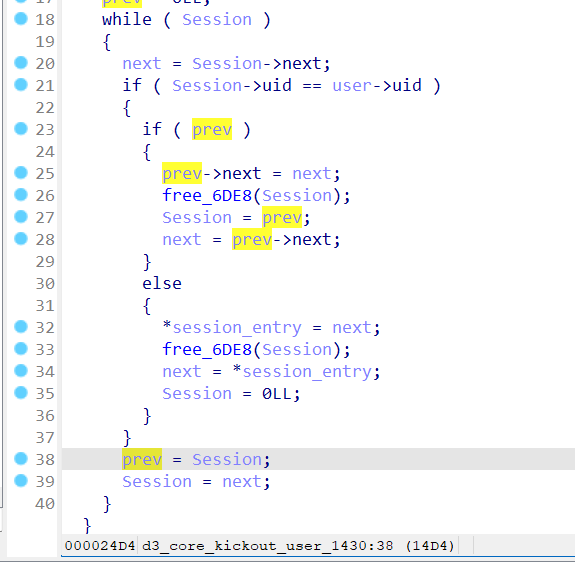 17 prev = 0LL;
18 while ( Session )
19 {
20 next = Session->next;
21 if ( Session->uid == user->uid )
22 {
23 if ( prev )
24 {
25 prev->next = next;
26 free_6DE8(Session);
27 Session = prev;
28 next = prev->next;
29 }
30 else
31 {
32 *session_entry = next;
33 free_6DE8(Session);
34 next = *session_entry;
35 Session = 0LL;
36 }
37 }
38 prev = Session;
39 Session = next;
40 }
}
000024D4 d3_core_kickout_user_1430:38 (14D4)